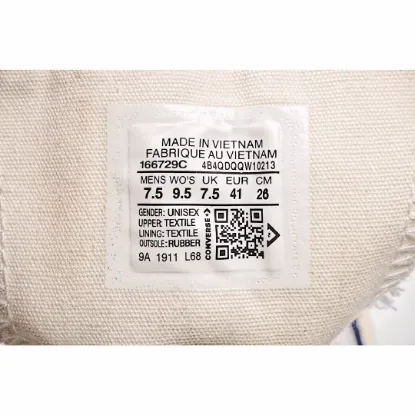 MADE IN VIETNAM
FABRIQUE AU VIETNAM
166729C 4B4QDQQW10213
MENS WO'S UK EUR CM
7.5 9.5 7.5 41 26
GENDER: UNISEX
UPPER: TEXTILE
LINING: TEXTILE
OUTSOLE: RUBBER
CONVERSE
9A 1911 L68